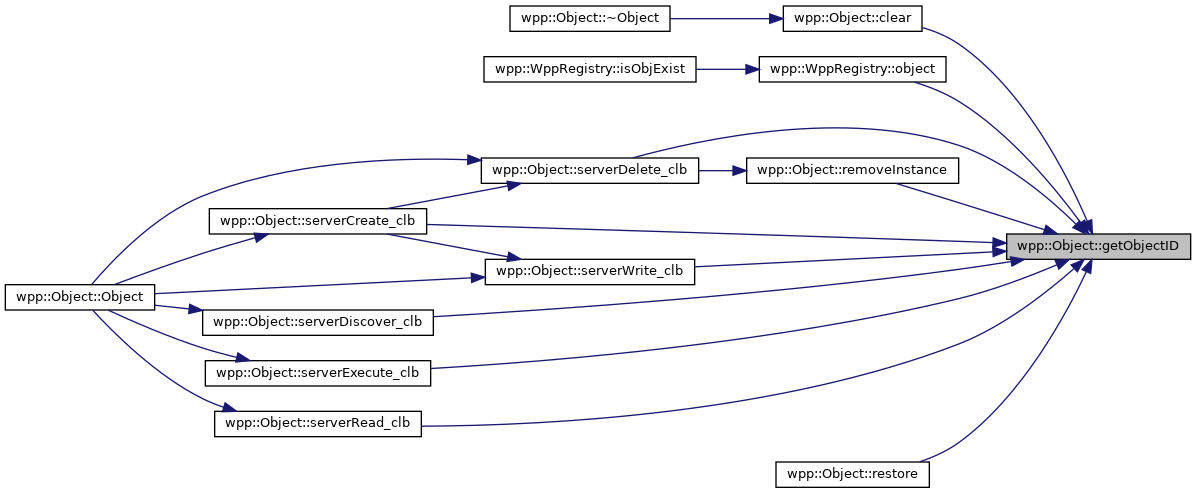 wpp::Object::~Object
wpp::Object::clear
wpp::WppRegistry::isObjExist
wpp::WppRegistry::object
wpp::Object::serverDelete_clb
wpp::Object::removeInstance
wpp::Object::serverCreate_clb
wpp::Object::getObjectID
wpp::Object::serverWrite_clb
wpp::Object::Object
wpp::Object::serverDiscover_clb
wpp::Object::serverExecute_clb
wpp::Object::serverRead_clb
wpp::Object::restore